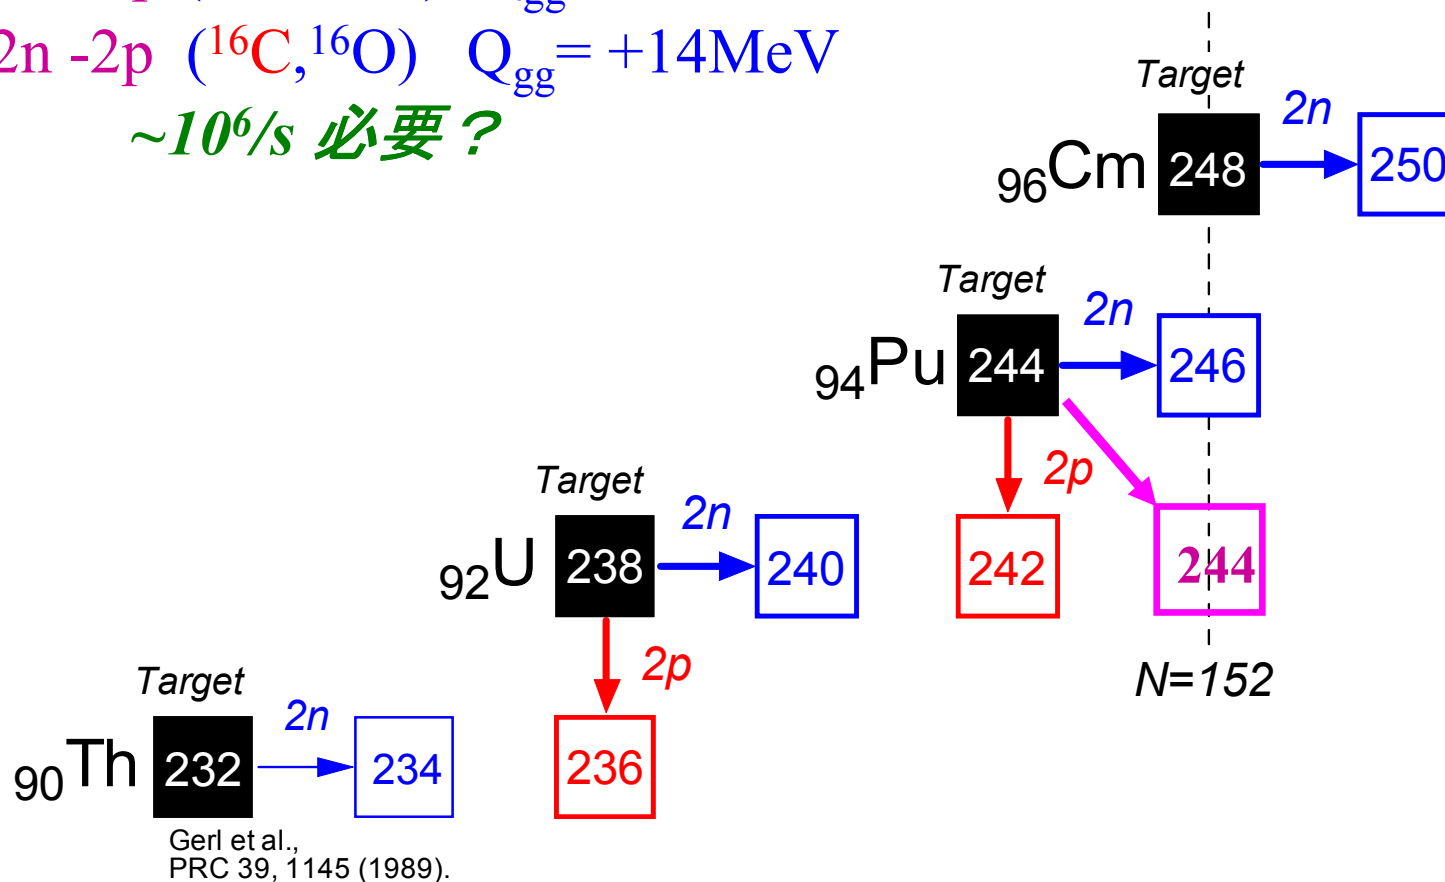 2n -2p (¹⁶C,¹⁶O) Q_gg= +14MeV
~10⁶/s 必要？
Target
2n
₉₆Cm 248 250
Target
2n
₉₄Pu 244 246
2p
Target
2n
₉₂U 238 240 242 244
2p
N=152
Target
2n
₉₀Th 232 234 236
Gerl et al.,
PRC 39, 1145 (1989).